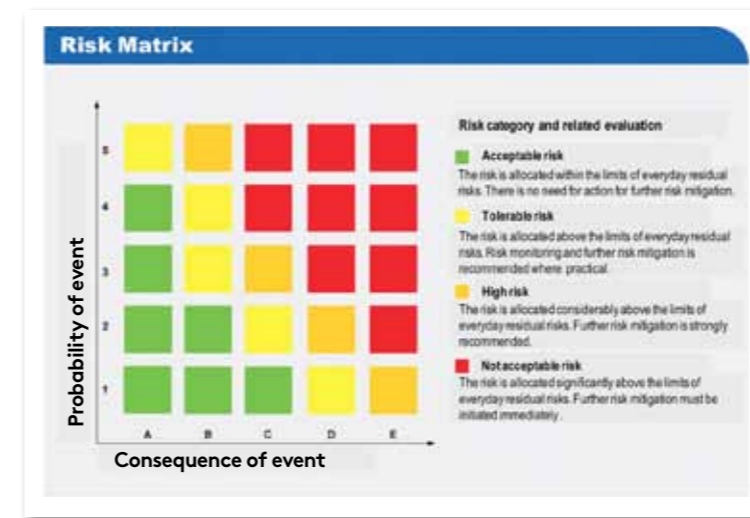 Risk Matrix
Risk category and related evaluation
Acceptable risk
The risk is allocated within the limits of everyday residual
risks. There is no need for action for further risk mitigation.
Tolerable risk
The risk is allocated above the limits of everyday residual
risks. Risk monitoring and further risk mitigation is
recommended where practical.
High risk
The risk is allocated considerably above the limits of
everyday residual risks. Further risk mitigation is strongly
recommended.
Not acceptable risk
The risk is allocated significantly above the limits of
everyday residual risks. Further risk mitigation must be
initiated immediately.
Probability of event
5
4
3
2
1
A B C D E
Consequence of event